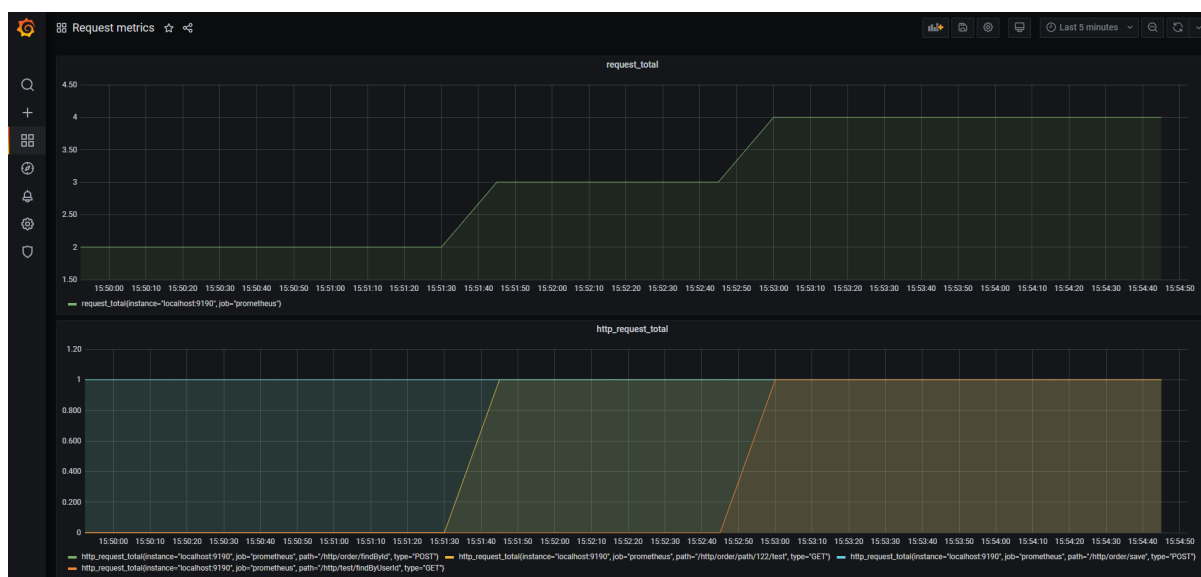 Request metrics
Last 5 minutes
request_total
4.50
4
3.50
3
2.50
2
1.50
15:50:00 15:50:10 15:50:20 15:50:30 15:50:40 15:50:50 15:51:00 15:51:10 15:51:20 15:51:30 15:51:40 15:51:50 15:52:00 15:52:10 15:52:20 15:52:30 15:52:40 15:52:50 15:53:00 15:53:10 15:53:20 15:53:30 15:53:40 15:53:50 15:54:00 15:54:10 15:54:20 15:54:30 15:54:40 15:54:50
request_total{instance="localhost:9190", job="prometheus"}
http_request_total
1.20
1
0.800
0.600
0.400
0.200
0
15:50:00 15:50:10 15:50:20 15:50:30 15:50:40 15:50:50 15:51:00 15:51:10 15:51:20 15:51:30 15:51:40 15:51:50 15:52:00 15:52:10 15:52:20 15:52:30 15:52:40 15:52:50 15:53:00 15:53:10 15:53:20 15:53:30 15:53:40 15:53:50 15:54:00 15:54:10 15:54:20 15:54:30 15:54:40 15:54:50
http_request_total{instance="localhost:9190", job="prometheus", path="/http/order/findById", type="POST"} http_request_total{instance="localhost:9190", job="prometheus", path="/http/order/path/122/test", type="GET"} http_request_total{instance="localhost:9190", job="prometheus", path="/http/order/save", type="POST"}
http_request_total{instance="localhost:9190", job="prometheus", path="/http/test/findByUserId", type="GET"}